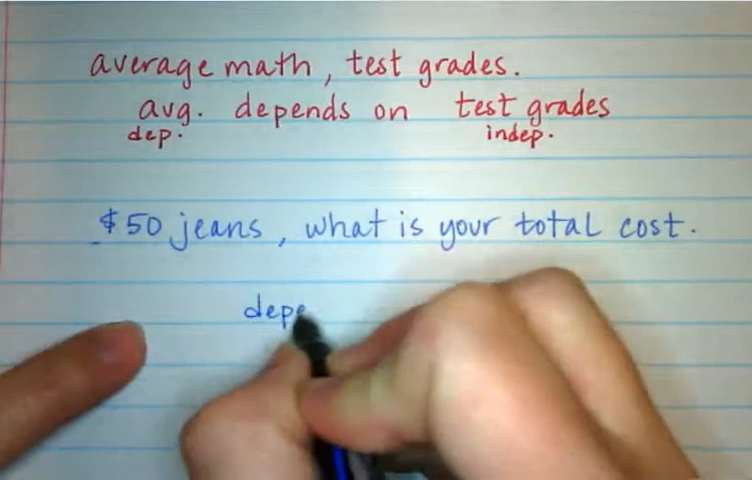 average math, test grades.
avg. depends on test grades
dep. indep.
$50 jeans, what is your total cost.
depe